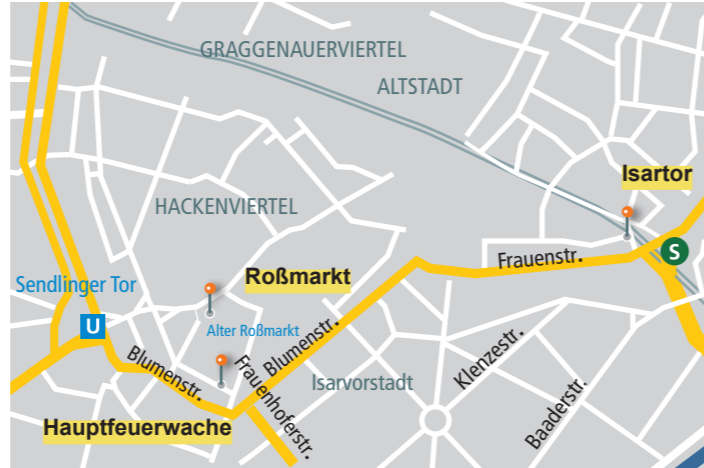 GRAGGENAUERVIERTEL
ALTSTADT
Isartor
HACKENVIERTEL
S
Frauenstr.
Sendlinger Tor
Roßmarkt
U
Alter Roßmarkt
Blumenstr.
Blumenstr.
Frauenhoferstr.
Isarvorstadt
Klenzestr.
Baaderstr.
Hauptfeuerwache